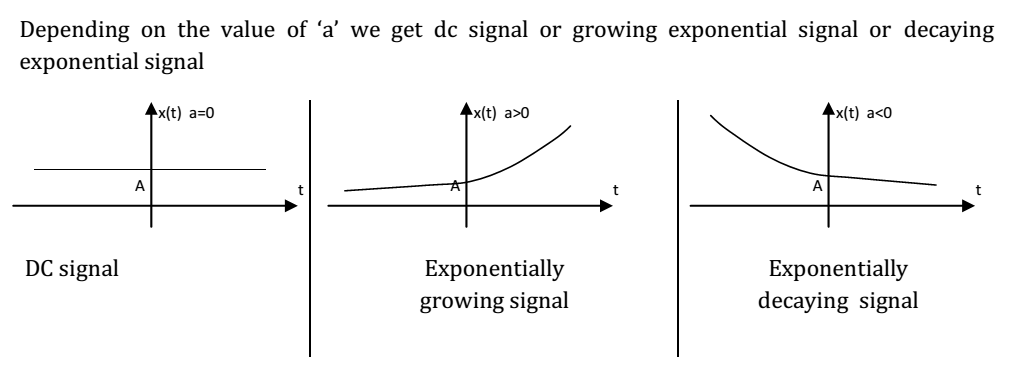 Depending on the value of ‘a’ we get dc signal or growing exponential signal or decaying
exponential signal
x(t) a=0
A
t
DC signal
x(t) a>0
A
t
Exponentially
growing signal
x(t) a<0
A
t
Exponentially
decaying signal